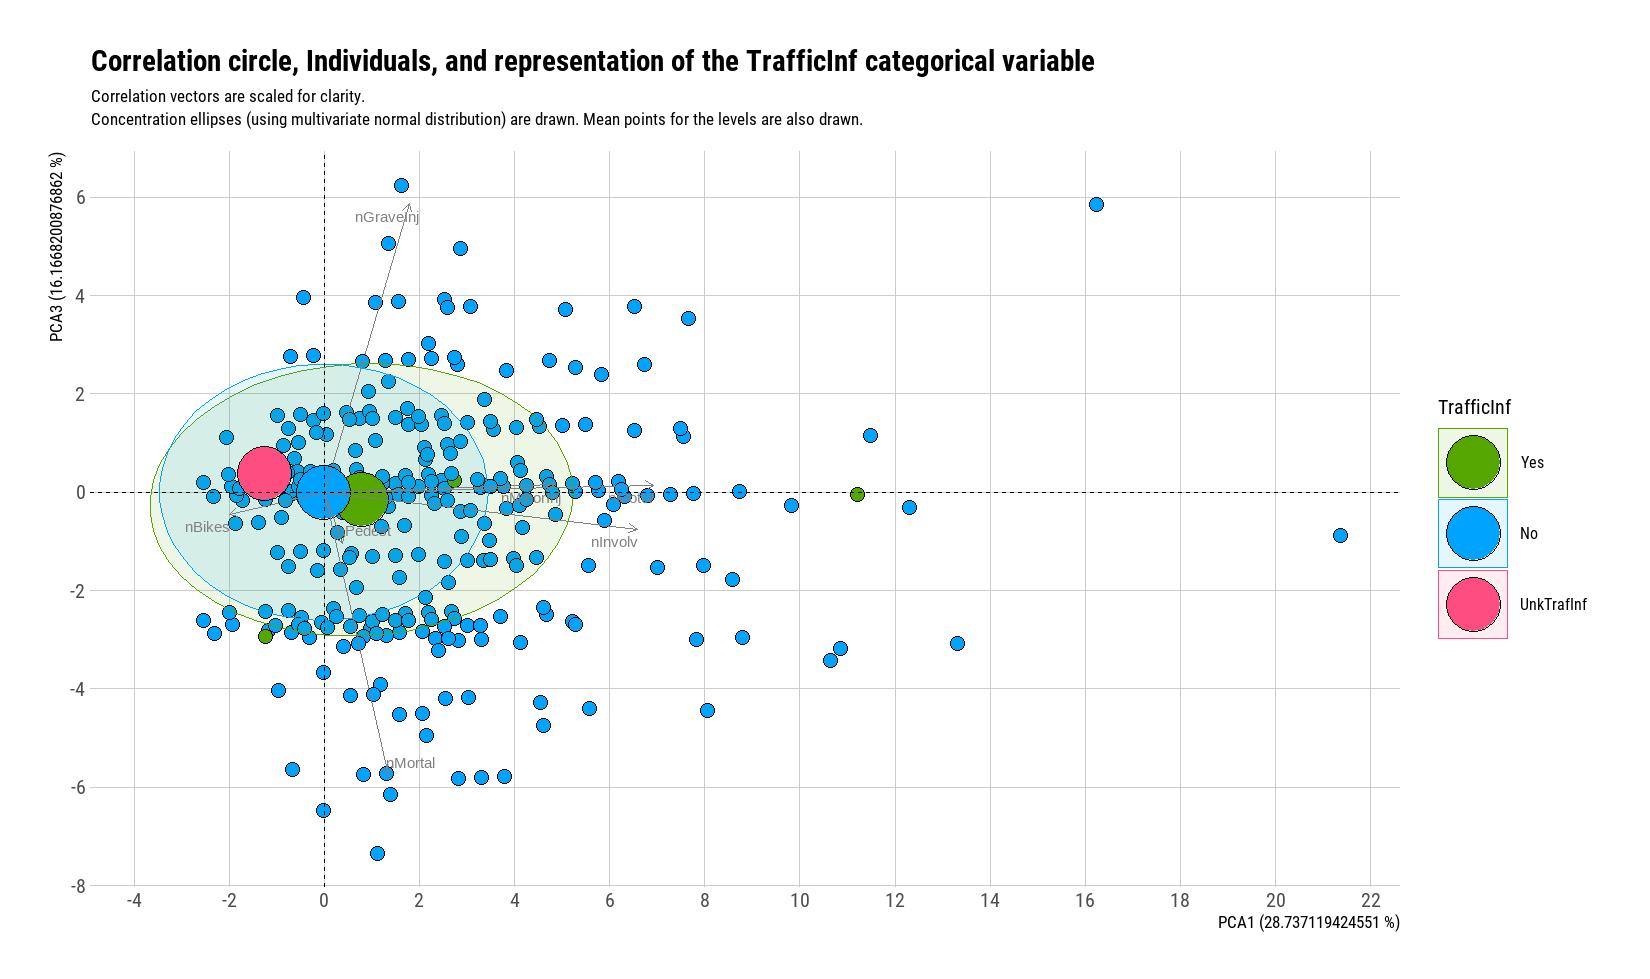 Correlation circle, Individuals, and representation of the TrafficInf categorical variable
Correlation vectors are scaled for clarity.
Concentration ellipses (using multivariate normal distribution) are drawn. Mean points for the levels are also drawn.
PCA3 (16.1668200876862 %)
6
4
2
0
-2
-4
-6
-8
nGraveInj
nBikes
nInvolv
nMortal
TrafficInf
Yes
No
UnkTrafInf
-4
-2
0
2
4
6
8
10
12
14
16
18
20
22
PCA1 (28.737119424551 %)